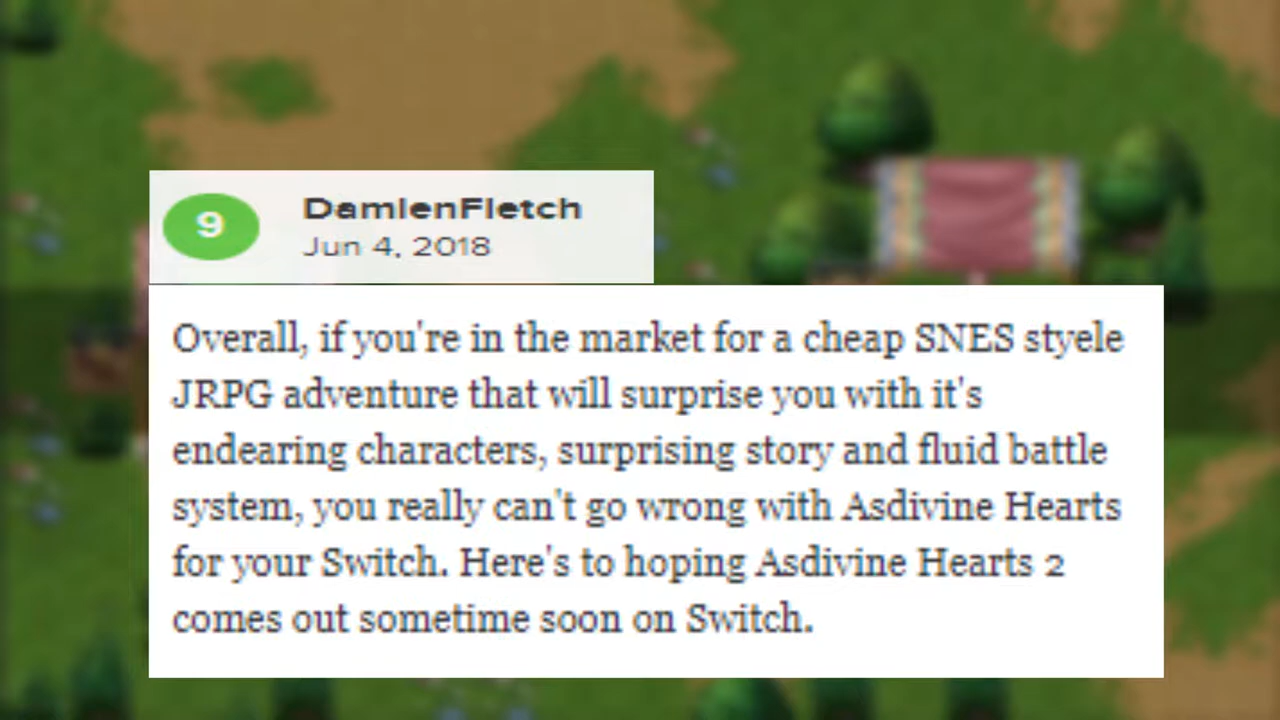 9
DamienFletch
Jun 4, 2018
Overall, if you're in the market for a cheap SNES styele
JRPG adventure that will surprise you with it's
endearing characters, surprising story and fluid battle
system, you really can't go wrong with Asdivine Hearts
for your Switch. Here's to hoping Asdivine Hearts 2
comes out sometime soon on Switch.